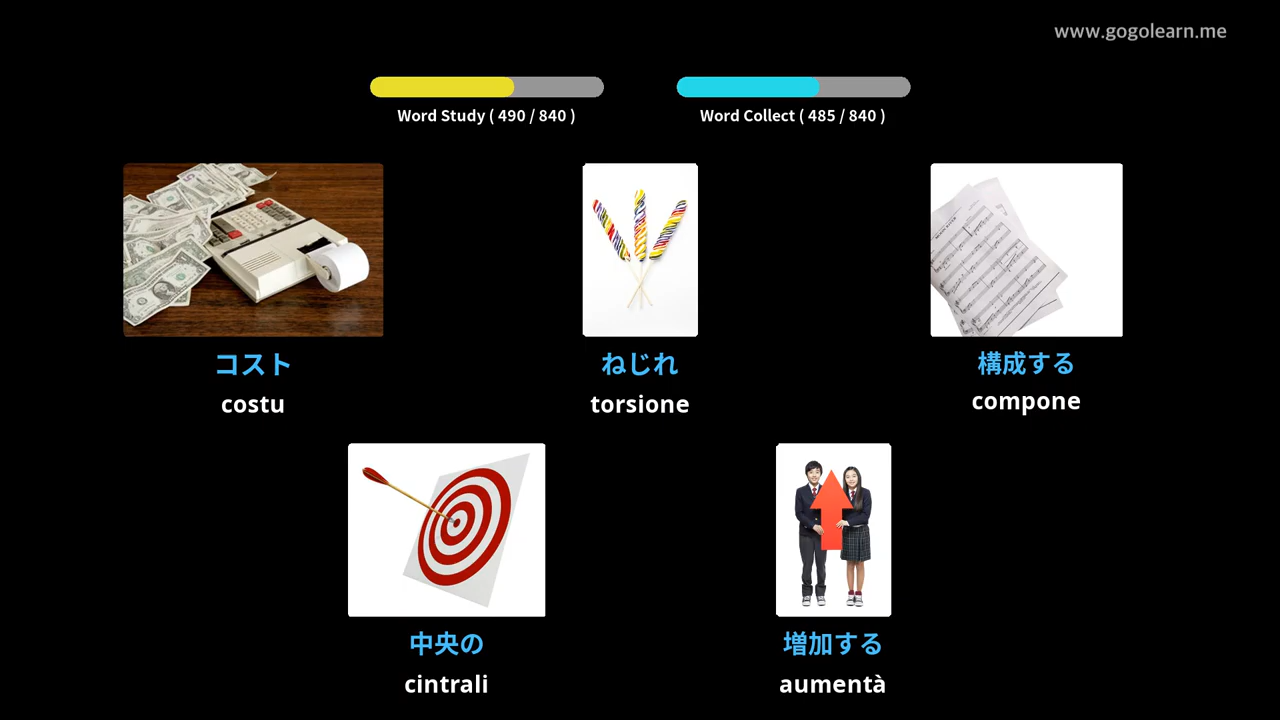 www.gogolearn.me
Word Study ( 490 / 840 )
Word Collect ( 485 / 840 )
コスト
costu
ねじれ
torsione
構成する
compone
中央の
cintrali
増加する
aumentà